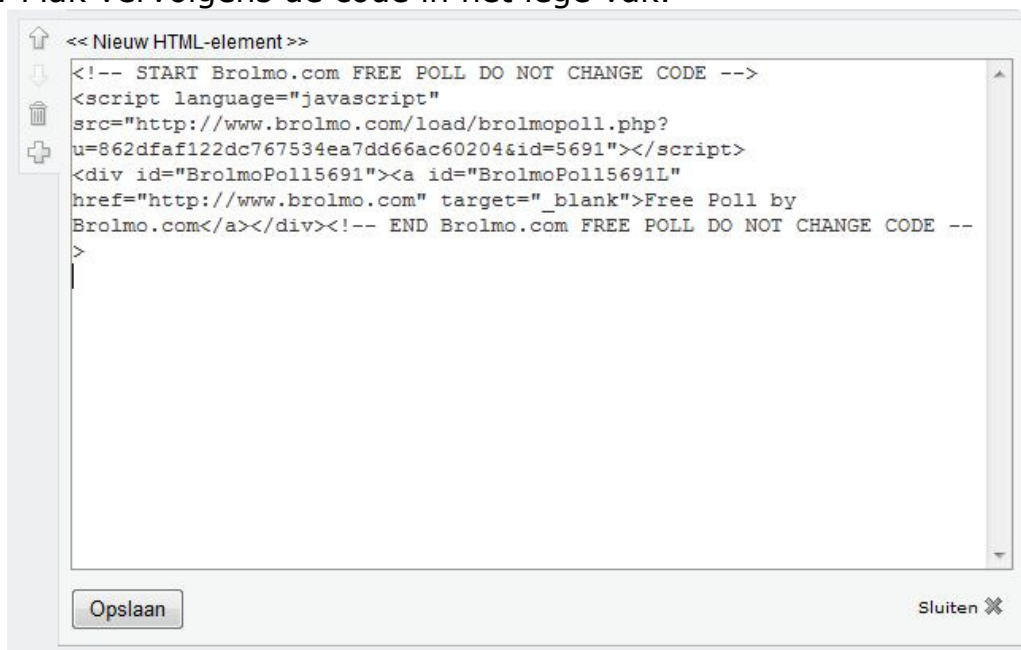 . Plak vervolgens de code in het lege vak.
<< Nieuw HTML-element >>
<!-- START Brolmo.com FREE POLL DO NOT CHANGE CODE -->
<script language="javascript"
src="http://www.brolmo.com/load/brolmopoll.php?
u=862dfaf122dc767534ea7dd66ac60204&id=5691"></script>
<div id="BrolmoPoll5691"><a id="BrolmoPoll5691L"
href="http://www.brolmo.com" target="_blank">Free Poll by
Brolmo.com</a></div><!-- END Brolmo.com FREE POLL DO NOT CHANGE CODE --
>
Opslaan
Sluiten